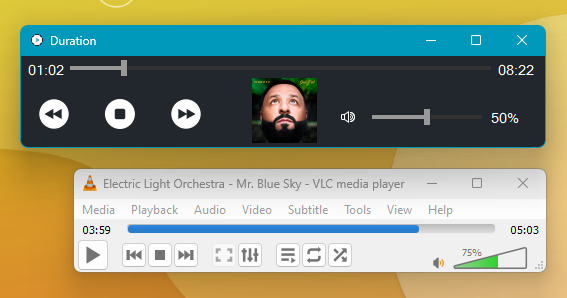 Duration
01:02 08:22
50%
Electric Light Orchestra - Mr. Blue Sky - VLC media player
Media Playback Audio Video Subtitle Tools View Help
03:59 05:03
75%